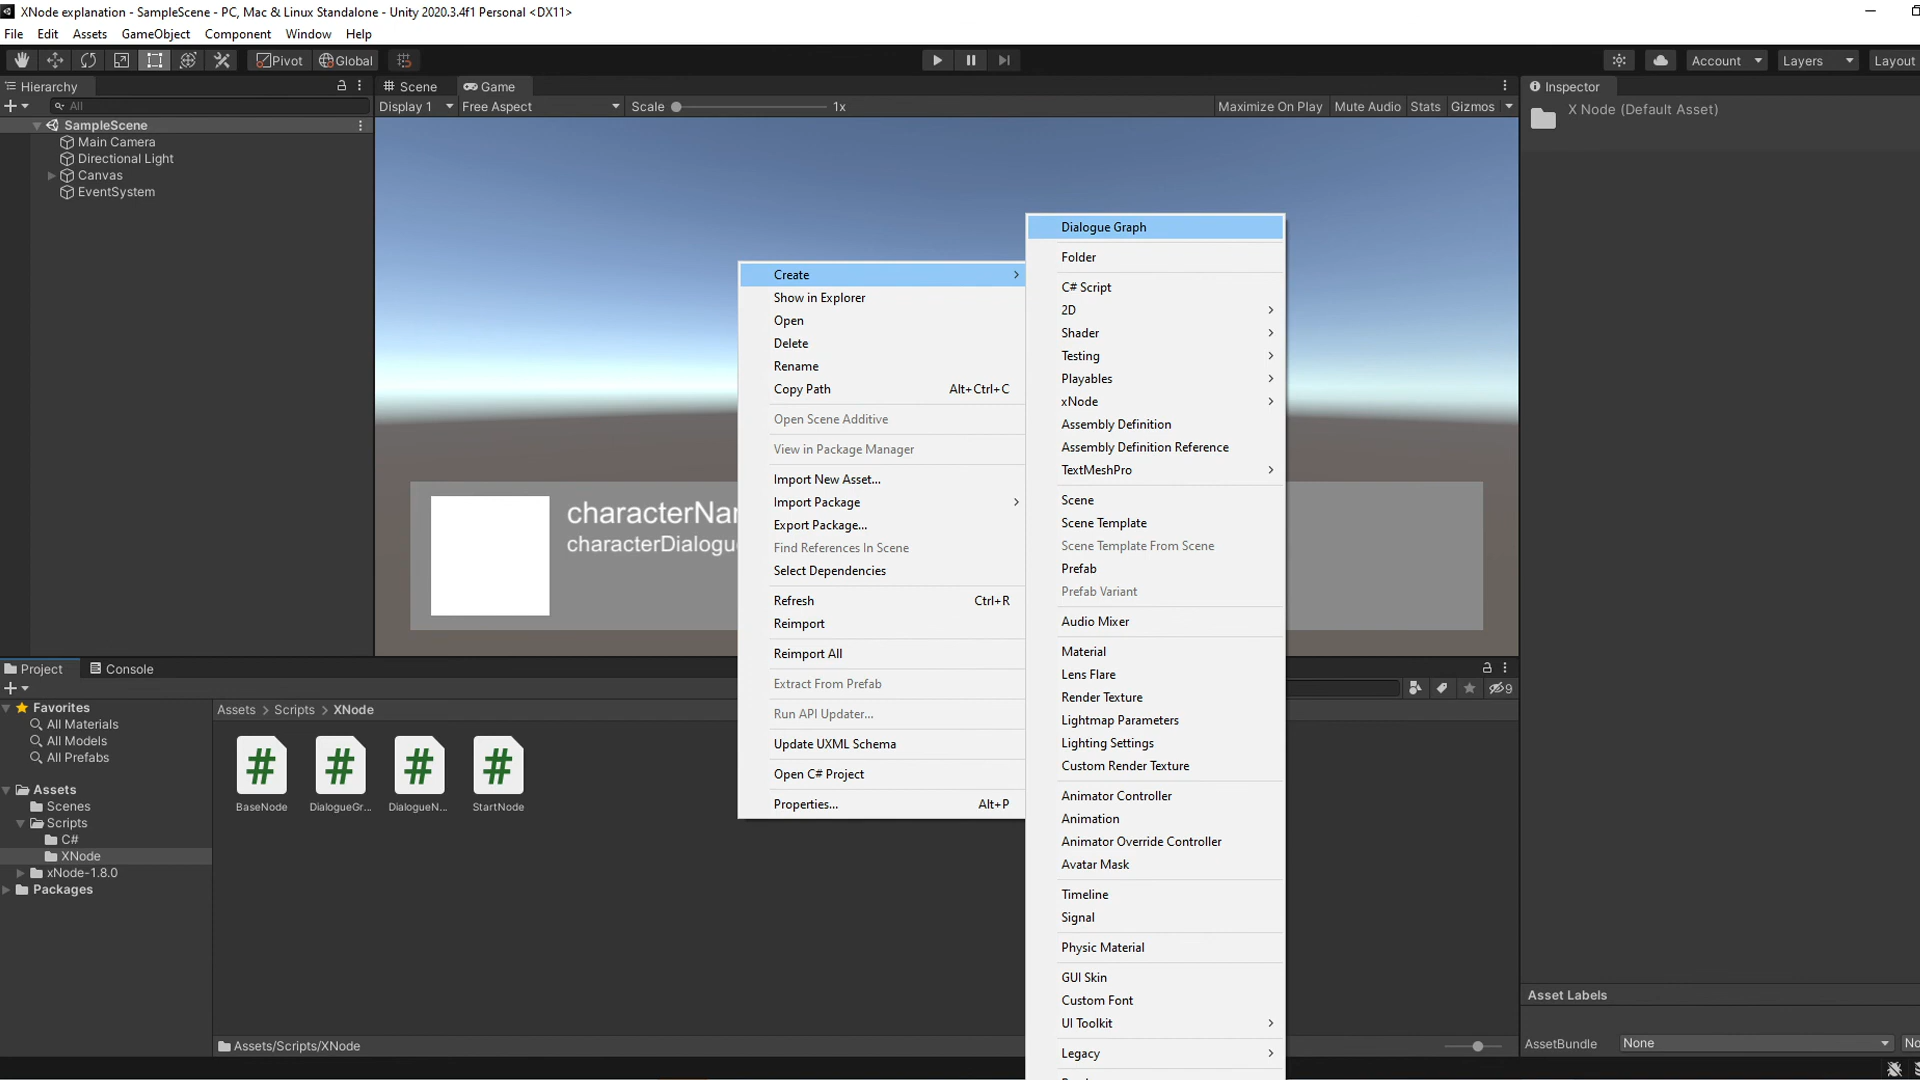 XNode explanation - SampleScene - PC, Mac & Linux Standalone - Unity 2020.3.4f1 Personal <DX11>
File Edit Assets GameObject Component Window Help
Pivot Global Account Layers Layout
Hierarchy
All
SampleScene
Main Camera
Directional Light
Canvas
EventSystem
Scene Game
Display 1 Free Aspect Scale 1x Maximize On Play Mute Audio Stats Gizmos
characterNam
characterDialogue
Inspector
X Node (Default Asset)
Asset Labels
AssetBundle None No
Create
Show in Explorer
Open
Delete
Rename
Copy Path Alt+Ctrl+C
Open Scene Additive
View in Package Manager
Import New Asset...
Import Package
Export Package...
Find References In Scene
Select Dependencies
Refresh Ctrl+R
Reimport
Reimport All
Extract From Prefab
Run API Updater...
Update UXML Schema
Open C# Project
Properties... Alt+P
Dialogue Graph
Folder
C# Script
2D
Shader
Testing
Playables
xNode
Assembly Definition
Assembly Definition Reference
TextMeshPro
Scene
Scene Template
Scene Template From Scene
Prefab
Prefab Variant
Audio Mixer
Material
Lens Flare
Render Texture
Lightmap Parameters
Lighting Settings
Custom Render Texture
Animator Controller
Animation
Animator Override Controller
Avatar Mask
Timeline
Signal
Physic Material
GUI Skin
Custom Font
UI Toolkit
Legacy
Project Console
9
Favorites
All Materials
All Models
All Prefabs
Assets
Scenes
Scripts
C#
XNode
xNode-1.8.0
Packages
Assets > Scripts > XNode
BaseNode DialogueGr... DialogueN... StartNode
Assets/Scripts/XNode